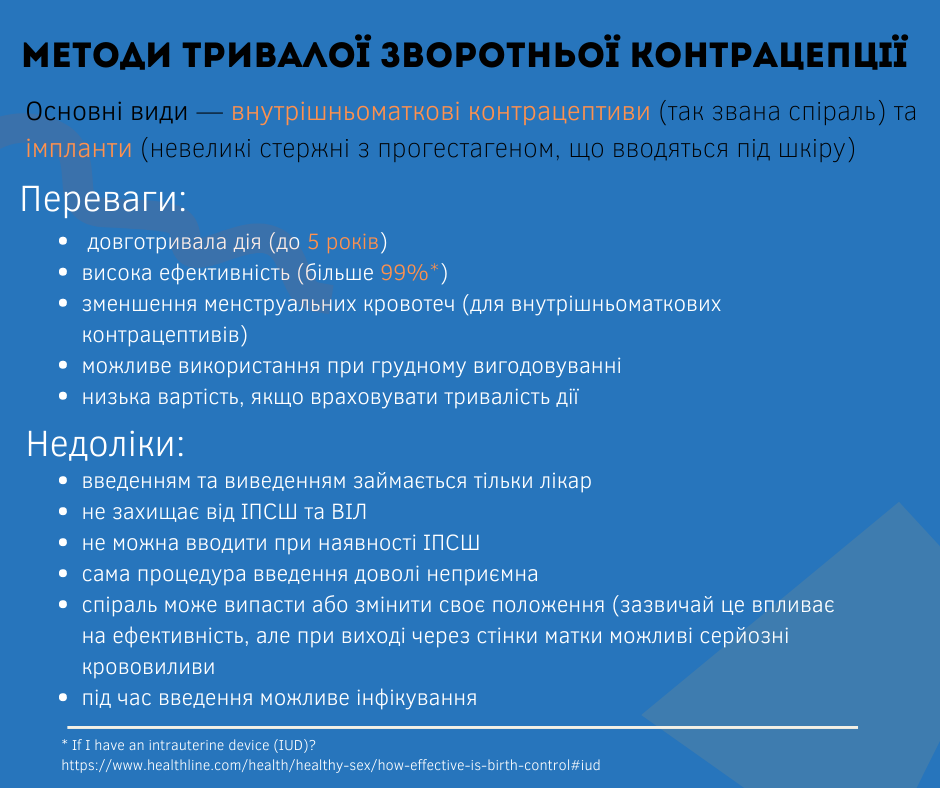 МЕТОДИ ТРИВАЛОЇ ЗВОРОТНЬОЇ КОНТРАЦЕПЦІЇ
Основні види — внутрішньоматкові контрацептиви (так звана спіраль) та
імпланти (невеликі стержні з прогестагеном, що вводяться під шкіру)
Переваги:
• довготривала дія (до 5 років)
• висока ефективність (більше 99%*)
• зменшення менструальних кровотеч (для внутрішньоматкових
контрацептивів)
• можливе використання при грудному вигодовуванні
• низька вартість, якщо враховувати тривалість дії
Недоліки:
• введенням та виведенням займається тільки лікар
• не захищає від ІПСШ та ВІЛ
• не можна вводити при наявності ІПСШ
• сама процедура введення доволі неприємна
• спіраль може випасти або змінити своє положення (зазвичай це впливає
на ефективність, але при виході через стінки матки можливі серйозні
крововиливи
• під час введення можливе інфікування
* If I have an intrauterine device (IUD)?
https://www.healthline.com/health/healthy-sex/how-effective-is-birth-control#iud